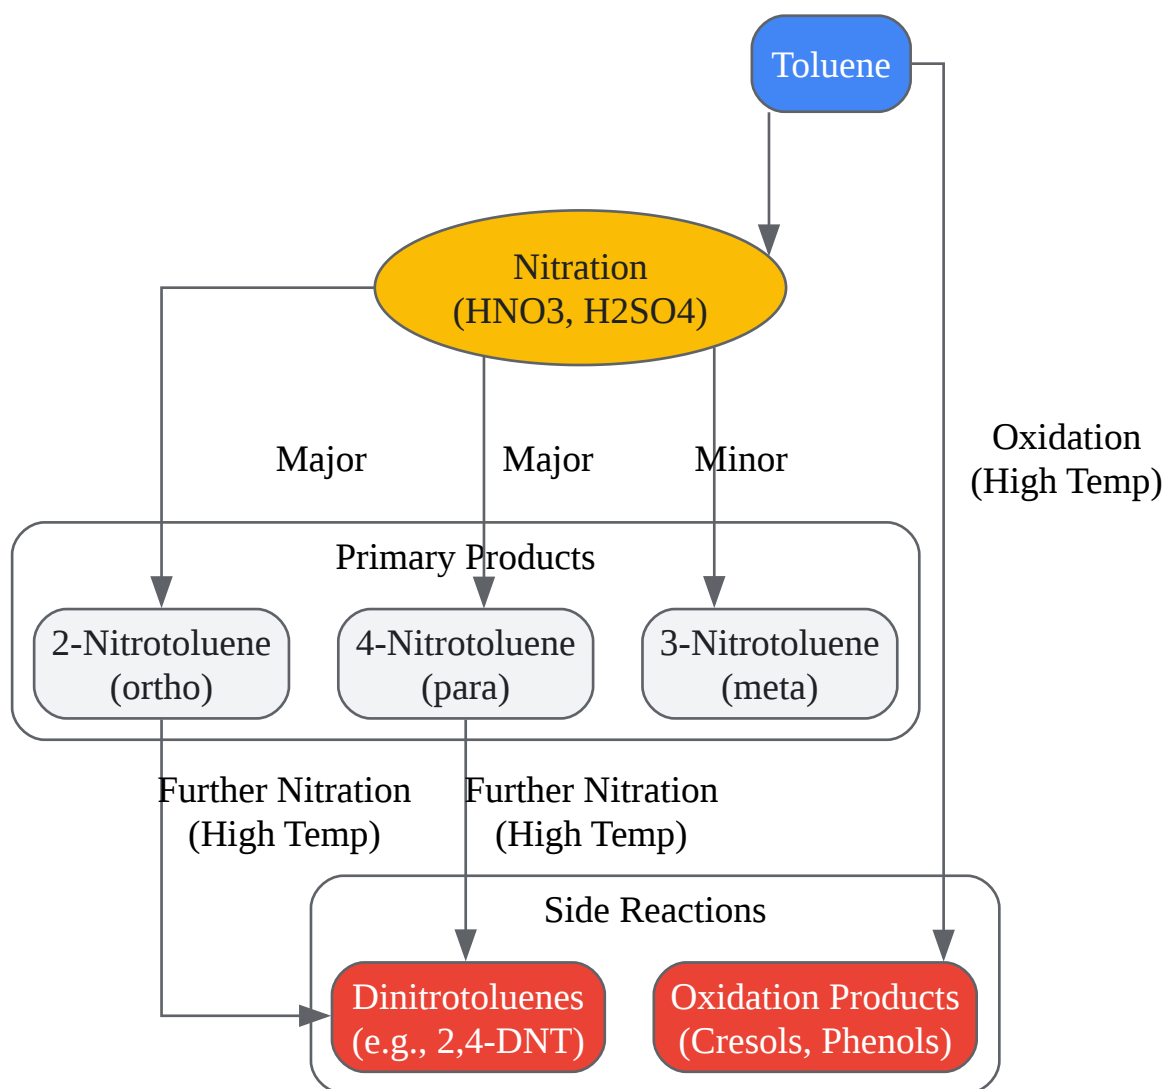 Toluene
Nitration
(HNO3, H2SO4)
Oxidation
(High Temp)
Major
Major
Minor
Primary Products
2-Nitrotoluene
(ortho)
4-Nitrotoluene
(para)
3-Nitrotoluene
(meta)
Further Nitration
(High Temp)
Further Nitration
(High Temp)
Side Reactions
Dinitrotoluenes
(e.g., 2,4-DNT)
Oxidation Products
(Cresols, Phenols)